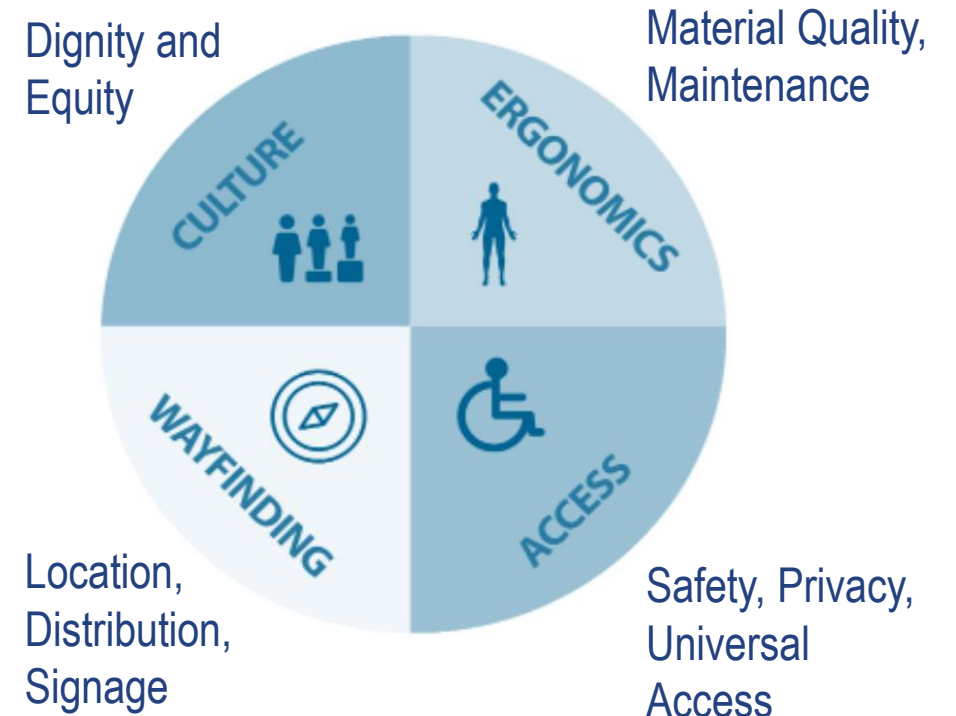 Dignity and
Equity
Material Quality,
Maintenance
CULTURE
ERGONOMICS
WAYFINDING
ACCESS
Location,
Distribution,
Signage
Safety, Privacy,
Universal
Access